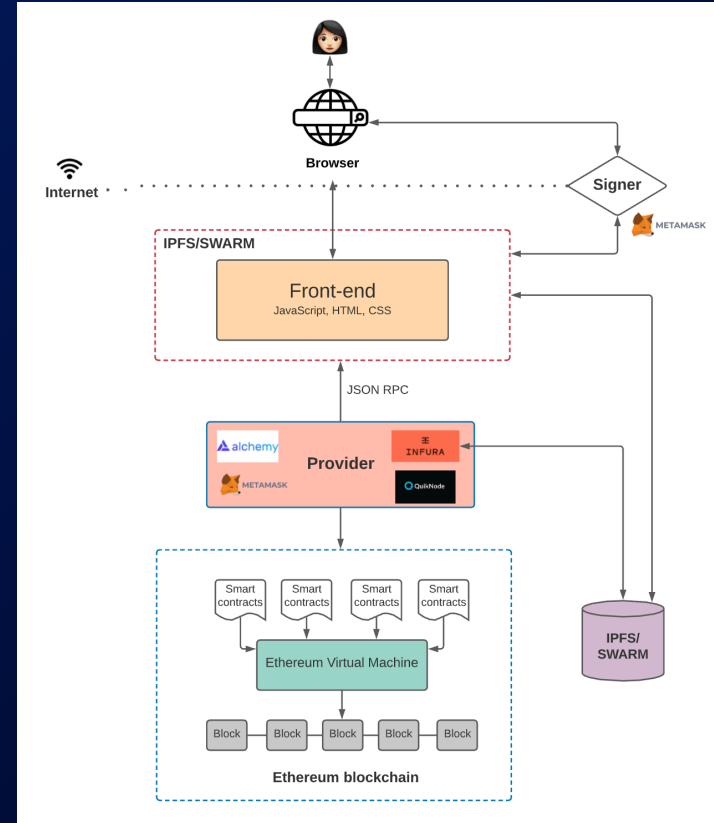 Browser
Internet
Signer
METAMASK
IPFS/SWARM
Front-end
JavaScript, HTML, CSS
JSON RPC
alchemy
INFURA
Provider
METAMASK
QuikNode
Smart
contracts
Smart
contracts
Smart
contracts
Smart
contracts
Ethereum Virtual Machine
IPFS/
SWARM
Block
Block
Block
Block
Block
Ethereum blockchain